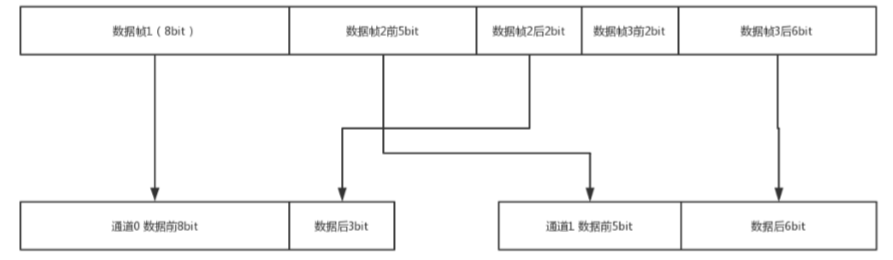 数据帧1（8bit）
数据帧2前5bit
数据帧2后2bit
数据帧3前2bit
数据帧3后6bit
通道0 数据前8bit
数据后3bit
通道1 数据前5bit
数据后6bit